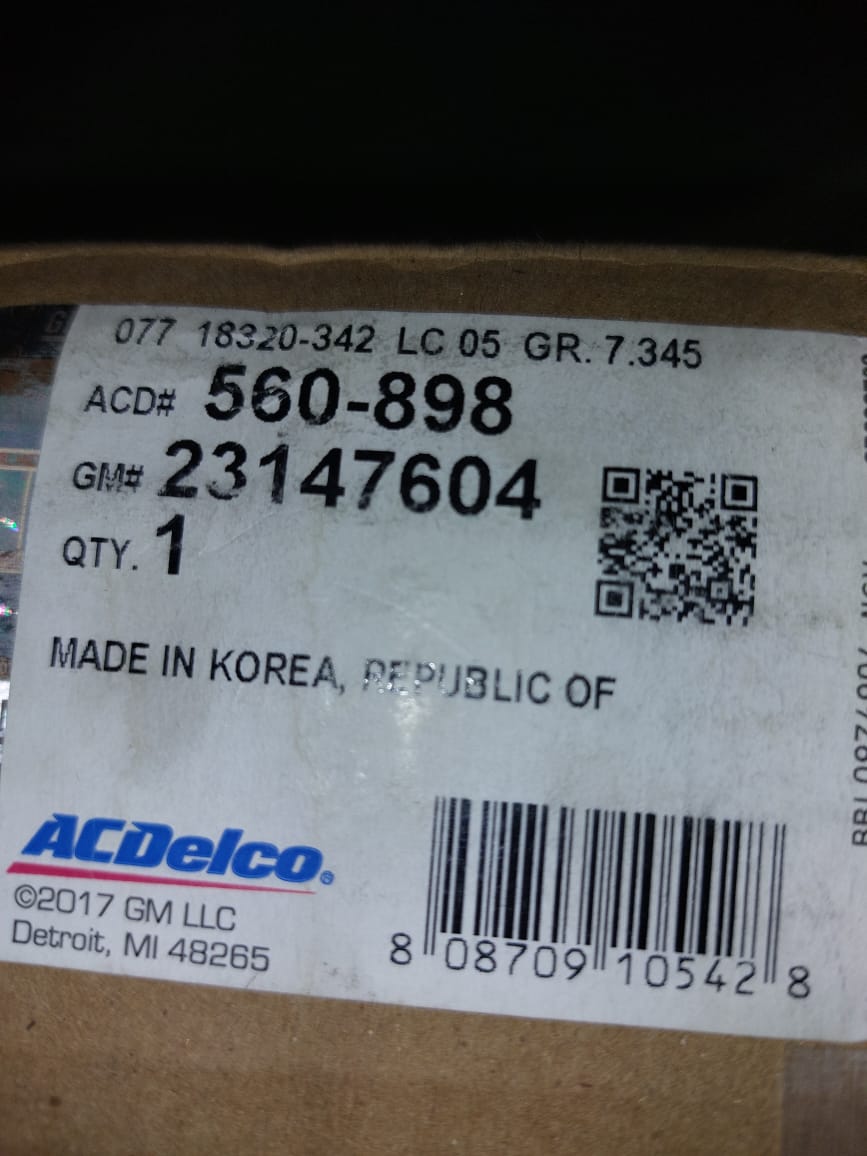 077 18320-342 LC 05 GR. 7.345
ACD# 560-898
GM# 23147604
QTY. 1
MADE IN KOREA, REPUBLIC OF
ACDelco®
©2017 GM LLC
Detroit, MI 48265
8 08709 10542 8